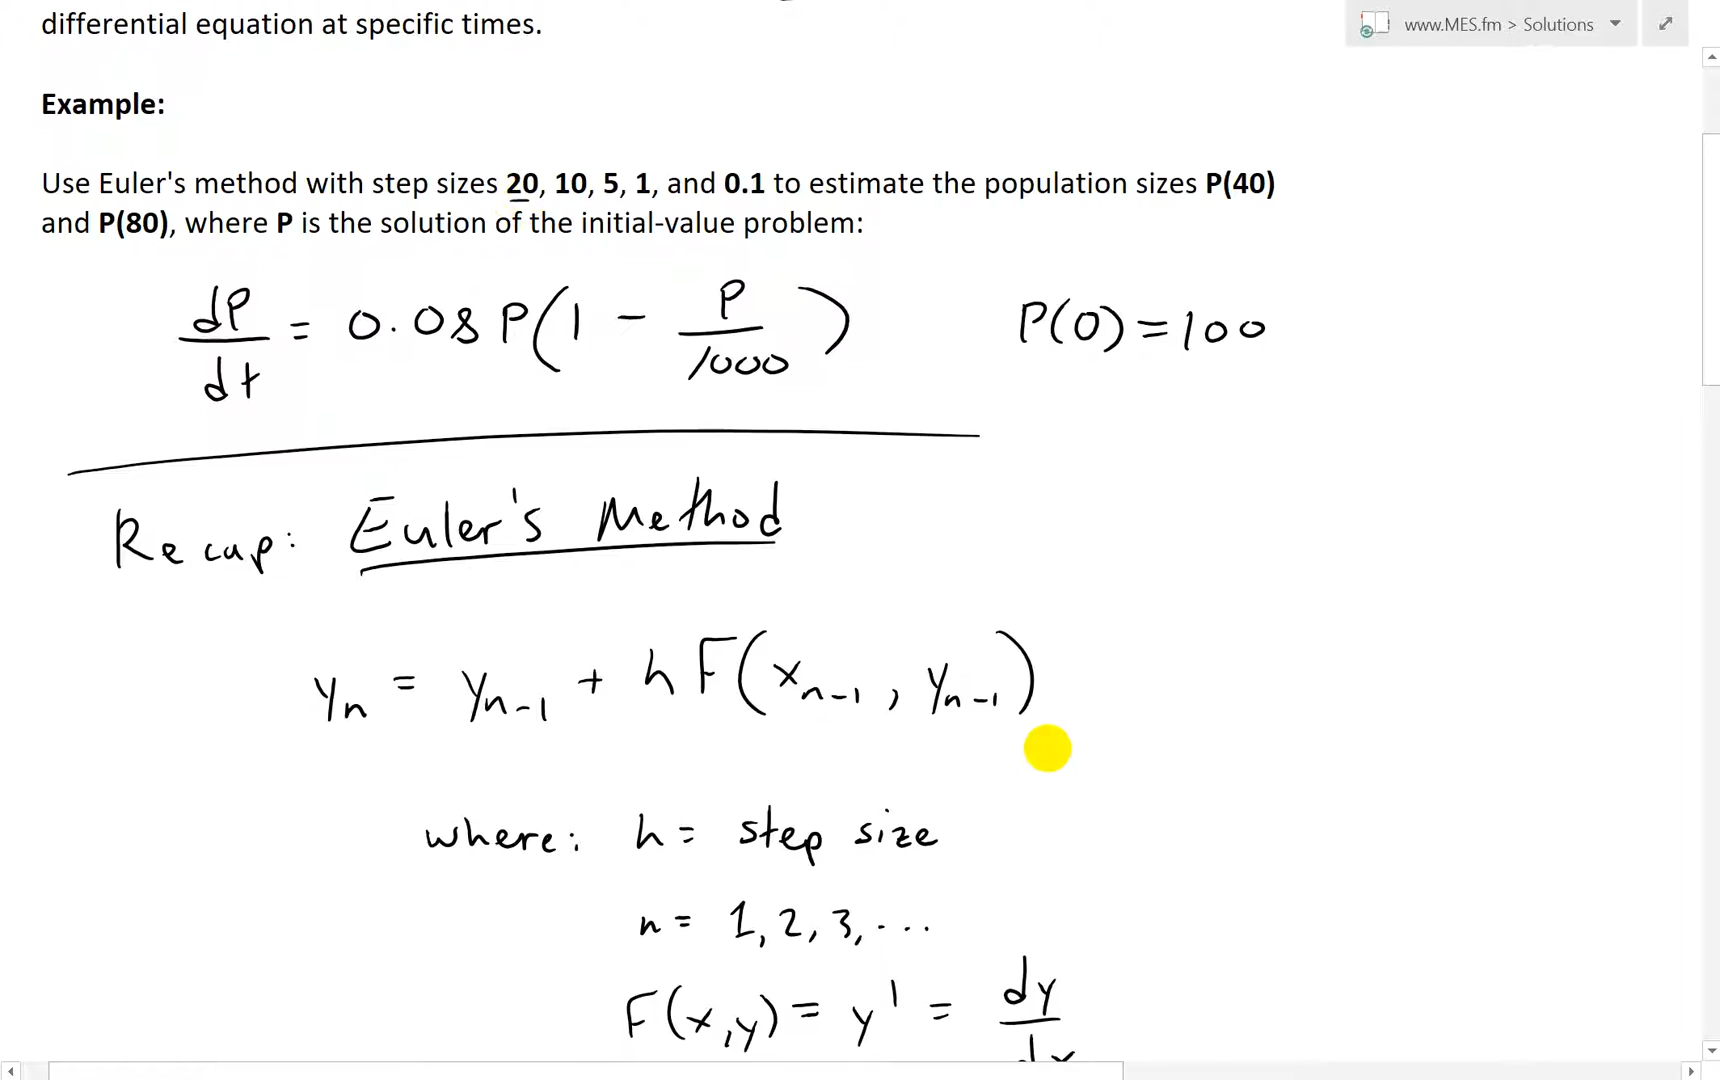 differential equation at specific times.
www.MES.fm > Solutions
Example:
Use Euler's method with step sizes 20, 10, 5, 1, and 0.1 to estimate the population sizes P(40)
and P(80), where P is the solution of the initial-value problem:
dP/dt = 0.08 P(1 - P/1000) P(0) = 100
Recap: Euler's Method
yn = yn-1 + hF(xn-1, yn-1)
where: h = step size
n = 1, 2, 3, ...
F(x,y) = y' = dy/dx